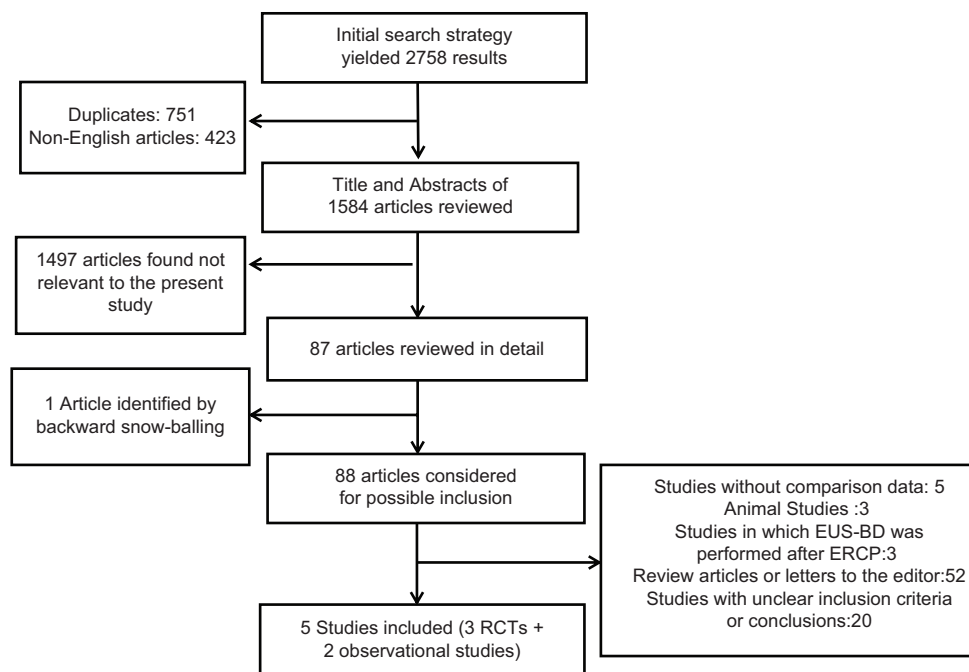 Initial search strategy
yielded 2758 results
Duplicates: 751
Non-English articles: 423
Title and Abstracts of
1584 articles reviewed
1497 articles found not
relevant to the present
study
87 articles reviewed in detail
1 Article identified by
backward snow-balling
88 articles considered
for possible inclusion
Studies without comparison data: 5
Animal Studies :3
Studies in which EUS-BD was
performed after ERCP:3
Review articles or letters to the editor:52
Studies with unclear inclusion criteria
or conclusions:20
5 Studies included (3 RCTs +
2 observational studies)